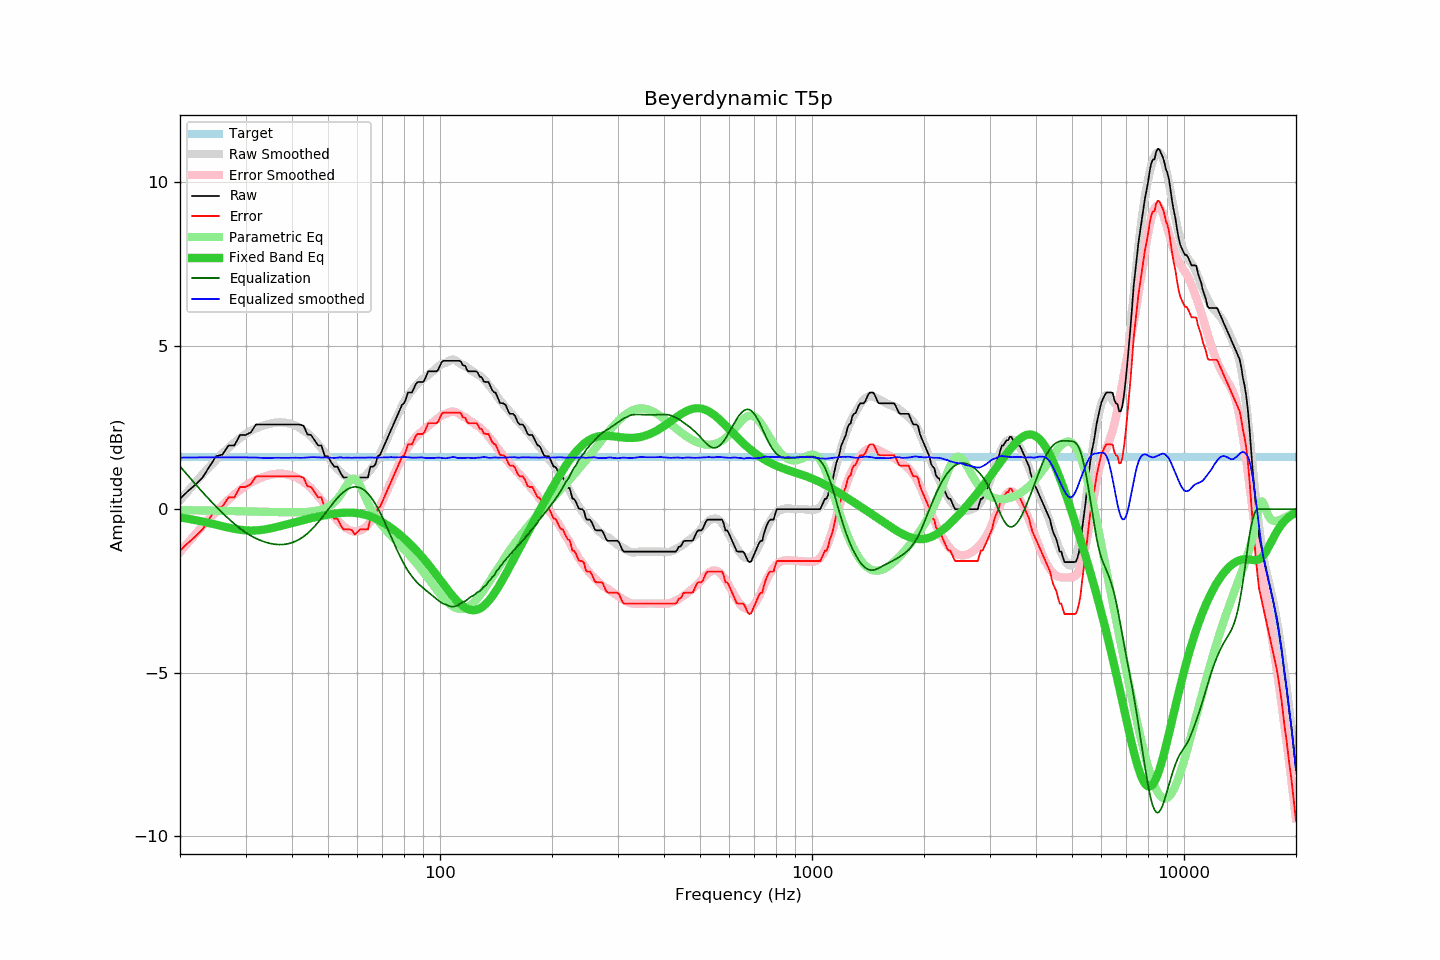 Beyerdynamic T5p
Target
Raw Smoothed
Error Smoothed
Raw
Error
Parametric Eq
Fixed Band Eq
Equalization
Equalized smoothed
10
5
0
−5
−10
Amplitude (dBr)
100
1000
10000
Frequency (Hz)